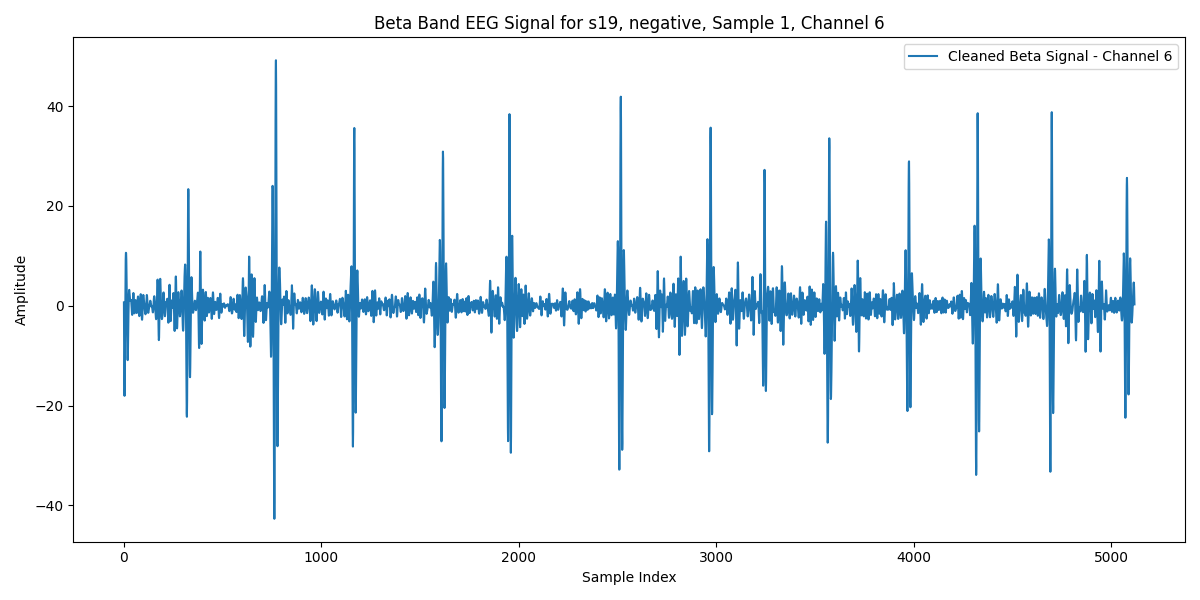 Beta Band EEG Signal for s19, negative, Sample 1, Channel 6
Cleaned Beta Signal - Channel 6
Amplitude
40
20
0
−20
−40
0 1000 2000 3000 4000 5000
Sample Index